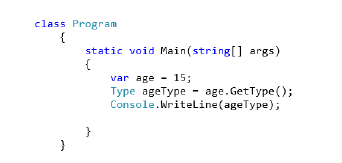 class Program
{
static void Main(string[] args)
{
var age = 15;
Type ageType = age.GetType();
Console.WriteLine(ageType);
}
}